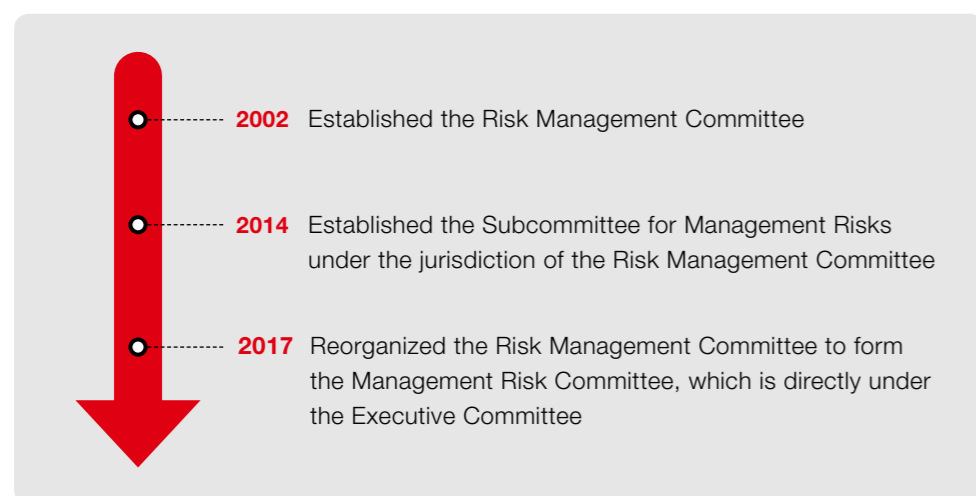 2002 Established the Risk Management Committee
2014 Established the Subcommittee for Management Risks
under the jurisdiction of the Risk Management Committee
2017 Reorganized the Risk Management Committee to form
the Management Risk Committee, which is directly under
the Executive Committee